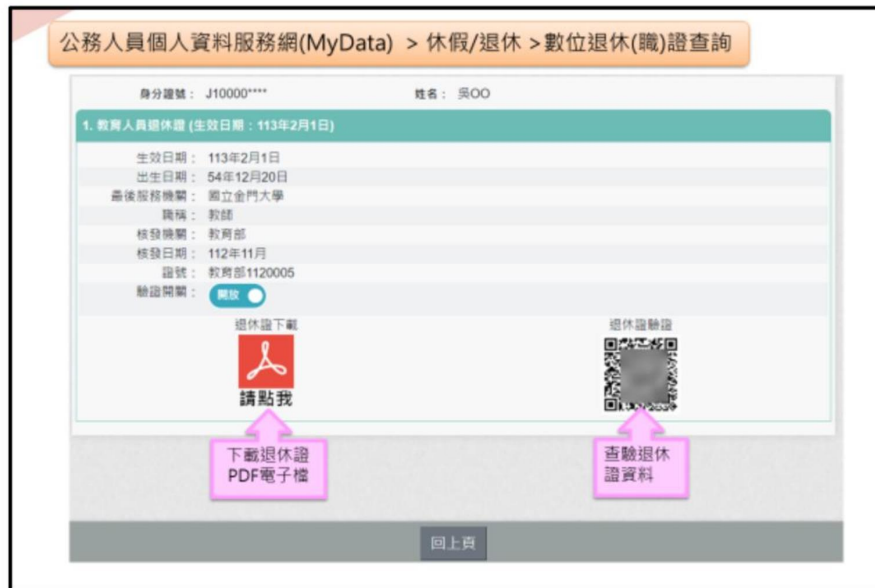 公務人員個人資料服務網(MyData) > 休假/退休 >數位退休(職)證查詢
身分證號： J10000**** 姓名： 吳OO
1. 教育人員退休證 (生效日期：113年2月1日)
生效日期： 113年2月1日
出生日期： 54年12月20日
最後服務機關： 國立金門大學
職稱： 教師
核發機關： 教育部
核發日期： 112年11月
證號： 教育部1120005
驗證開關： 開放
退休證下載 退休證驗證
請點我
下載退休證
PDF電子檔
查驗退休
證資料
回上頁